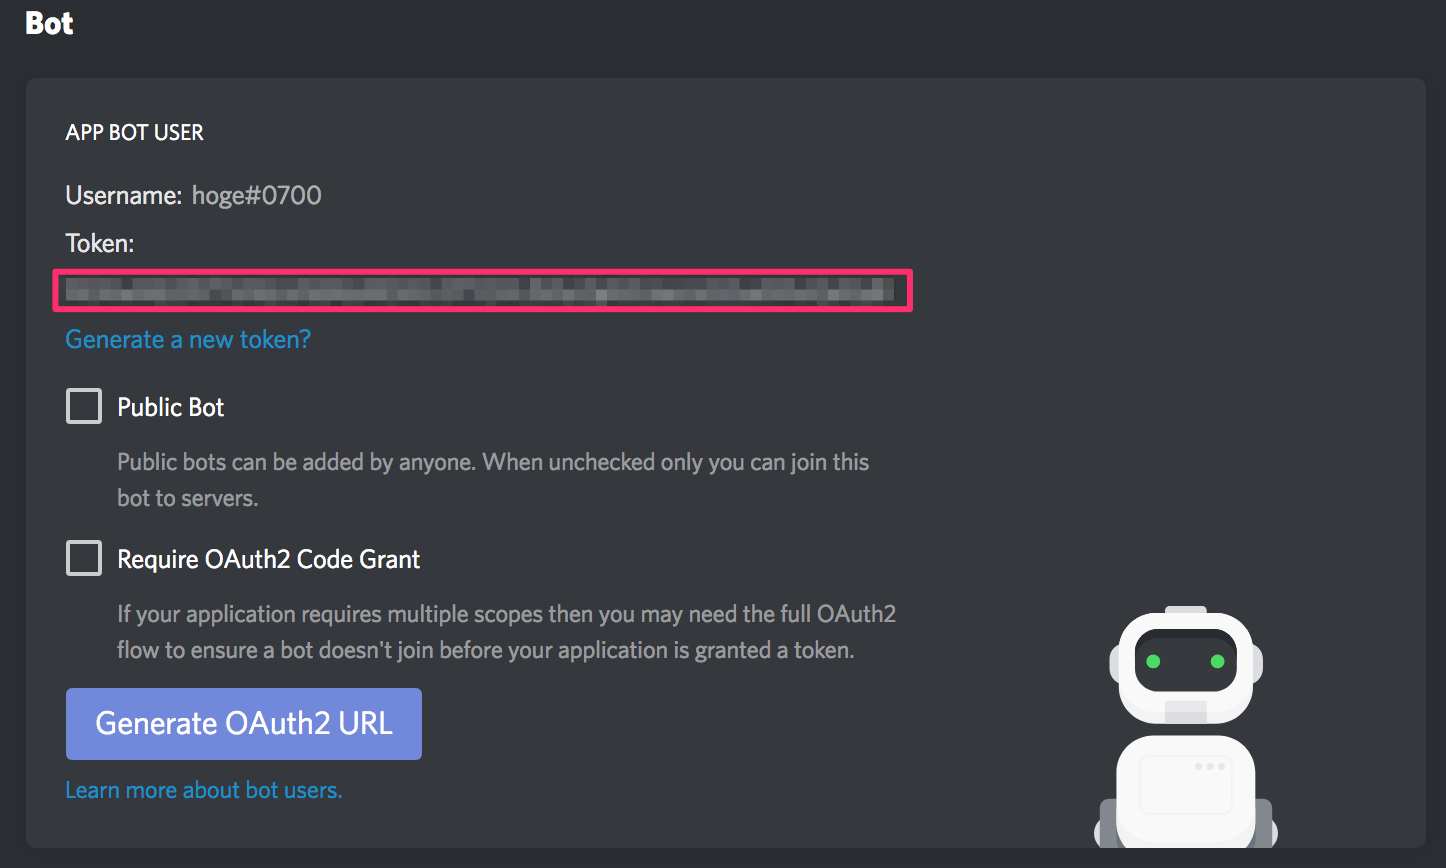 Bot
APP BOT USER
Username: hoge#0700
Token:
Generate a new token?
Public Bot
Public bots can be added by anyone. When unchecked only you can join this
bot to servers.
Require OAuth2 Code Grant
If your application requires multiple scopes then you may need the full OAuth2
flow to ensure a bot doesn't join before your application is granted a token.
Generate OAuth2 URL
Learn more about bot users.